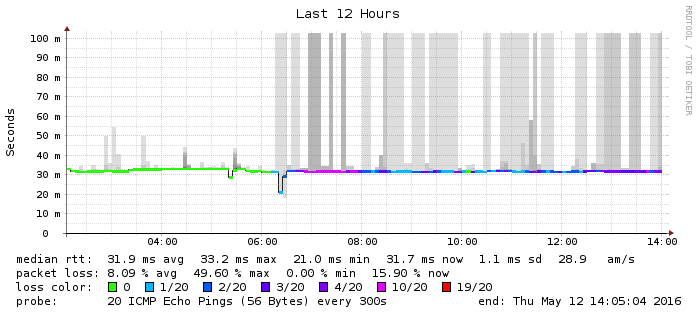 Last 12 Hours
RRDTOOL / TOBI OETIKER
Seconds
100 m
90 m
80 m
70 m
60 m
50 m
40 m
30 m
20 m
10 m
0
04:00 06:00 08:00 10:00 12:00 14:00
median rtt: 31.9 ms avg 33.2 ms max 21.0 ms min 31.7 ms now 1.1 ms sd 28.9 am/s
packet loss: 8.09 % avg 49.60 % max 0.00 % min 15.90 % now
loss color: 0 1/20 2/20 3/20 4/20 10/20 19/20
probe: 20 ICMP Echo Pings (56 Bytes) every 300s end: Thu May 12 14:05:04 2016